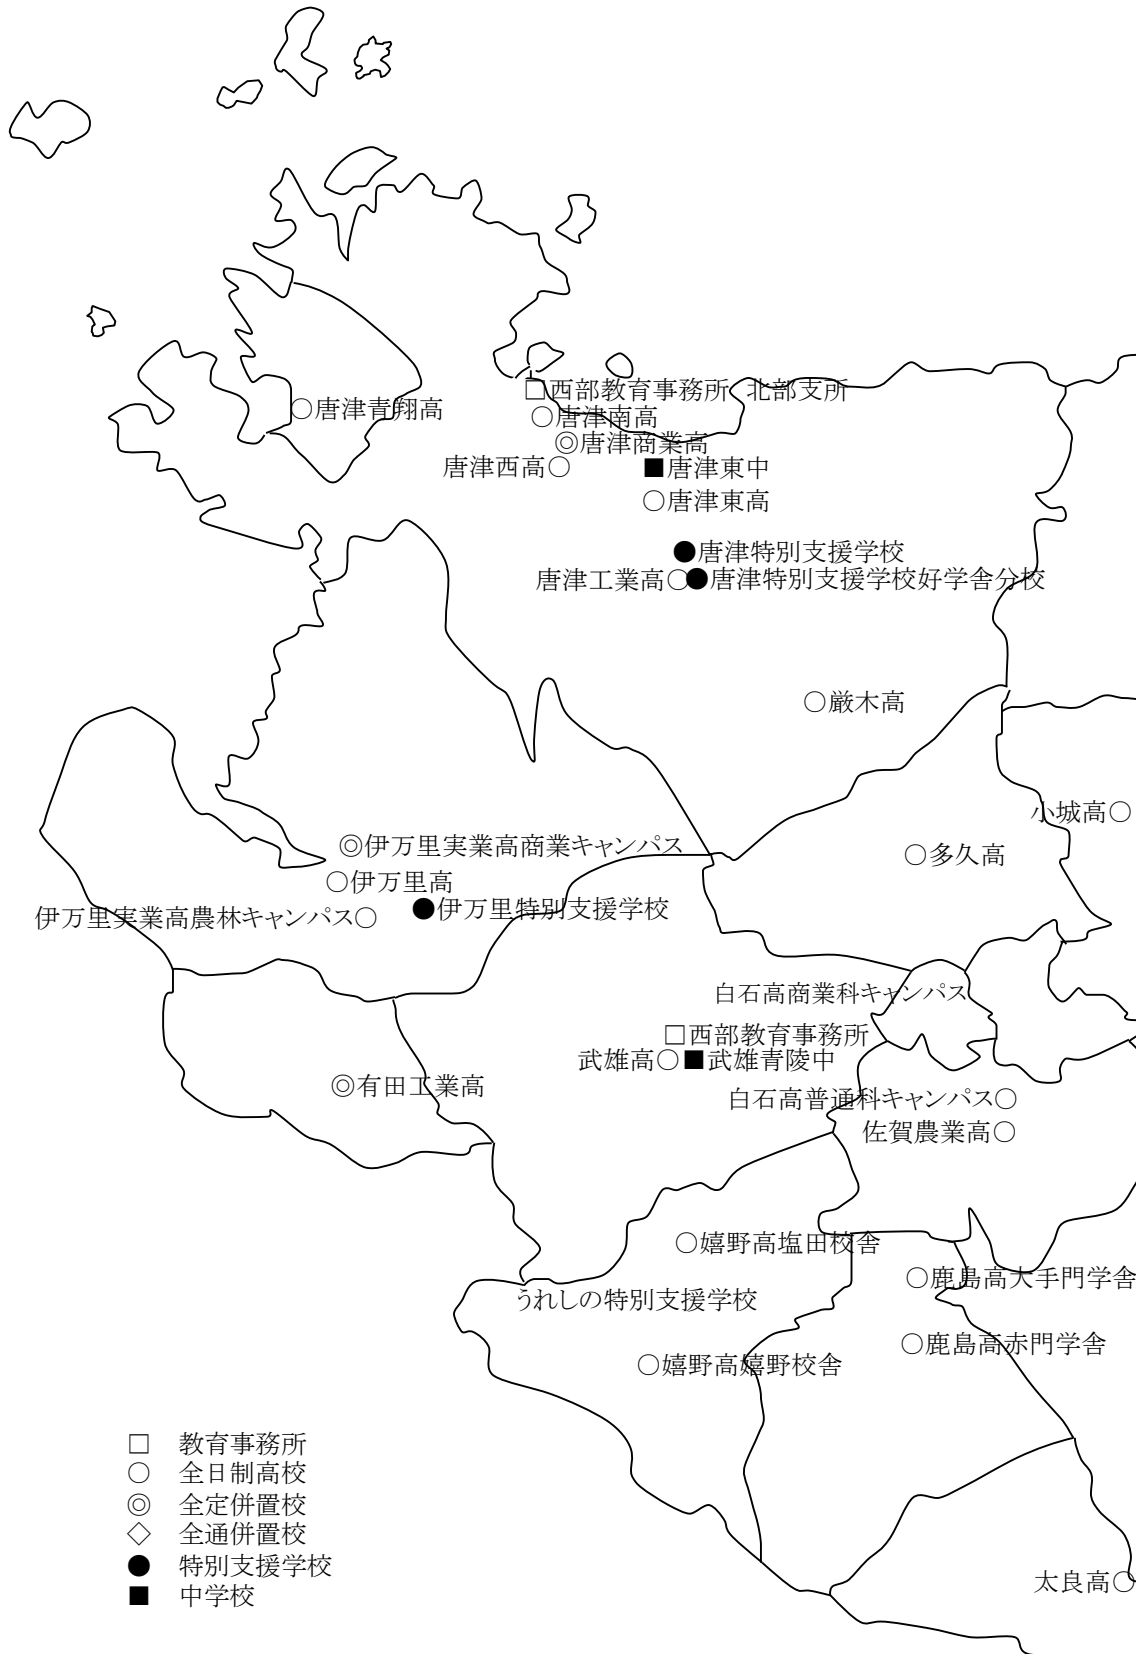 □西部教育事務所 北部支所
○唐津青翔高
○唐津南高
◎唐津商業高
唐津西高○
■唐津東中
○唐津東高
●唐津特別支援学校
唐津工業高○
●唐津特別支援学校好学舎分校
○厳木高
小城高○
◎伊万里実業高商業キャンパス
○多久高
○伊万里高
●伊万里特別支援学校
伊万里実業高農林キャンパス○
白石高商業科キャンパス
□西部教育事務所
武雄高○
■武雄青陵中
◎有田工業高
白石高普通科キャンパス○
佐賀農業高○
○嬉野高塩田校舎
○鹿島高大手門学舎
うれしの特別支援学校
○鹿島高赤門学舎
○嬉野高嬉野校舎
□ 教育事務所
○ 全日制高校
◎ 全定併置校
◇ 全通併置校
● 特別支援学校
■ 中学校
太良高○